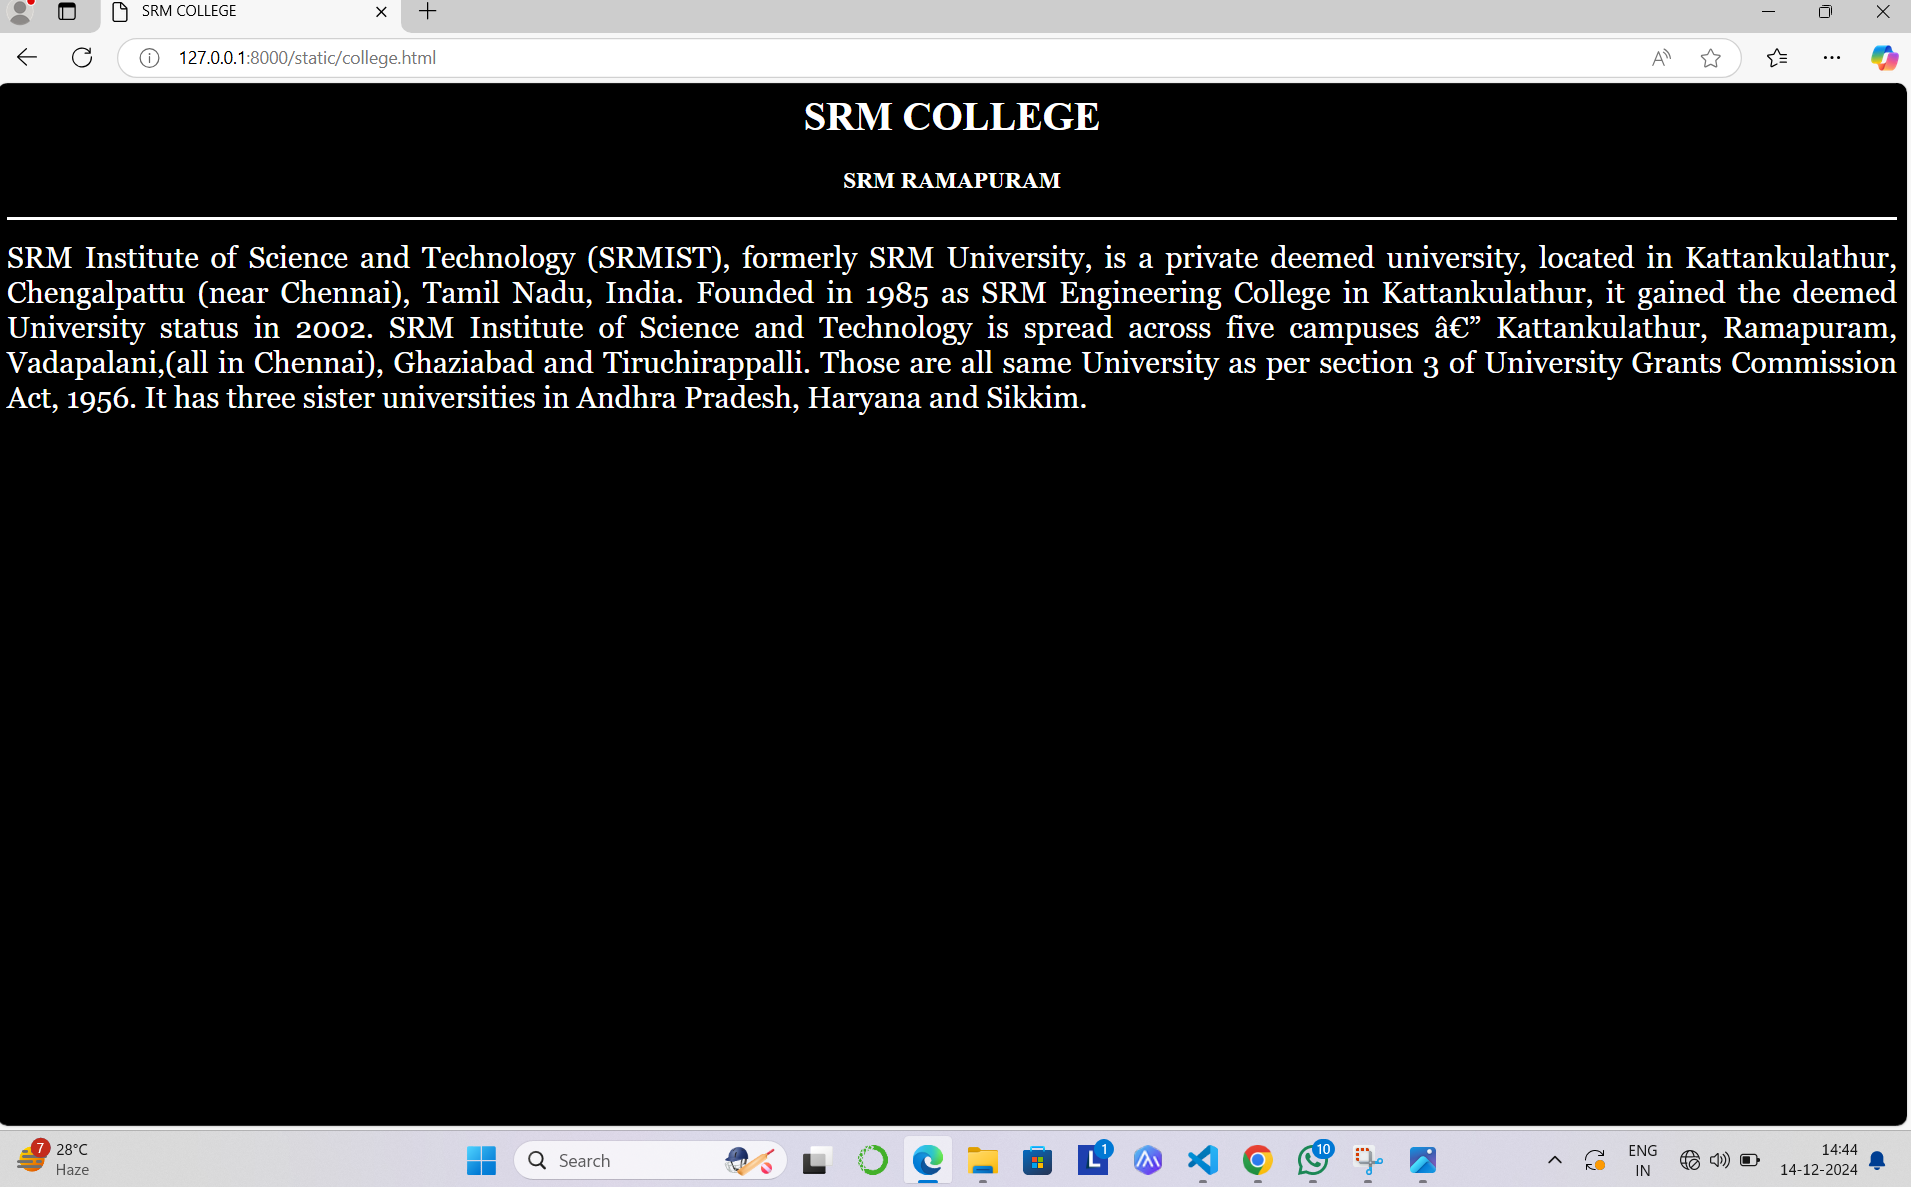 SRM COLLEGE
127.0.0.1:8000/static/college.html
SRM COLLEGE
SRM RAMAPURAM
SRM Institute of Science and Technology (SRMIST), formerly SRM University, is a private deemed university, located in Kattankulathur,
Chengalpattu (near Chennai), Tamil Nadu, India. Founded in 1985 as SRM Engineering College in Kattankulathur, it gained the deemed
University status in 2002. SRM Institute of Science and Technology is spread across five campuses â€” Kattankulathur, Ramapuram,
Vadapalani,(all in Chennai), Ghaziabad and Tiruchirappalli. Those are all same University as per section 3 of University Grants Commission
Act, 1956. It has three sister universities in Andhra Pradesh, Haryana and Sikkim.
7 28°C
Haze
Search
L 1
10
ENG
IN
14:44
14-12-2024